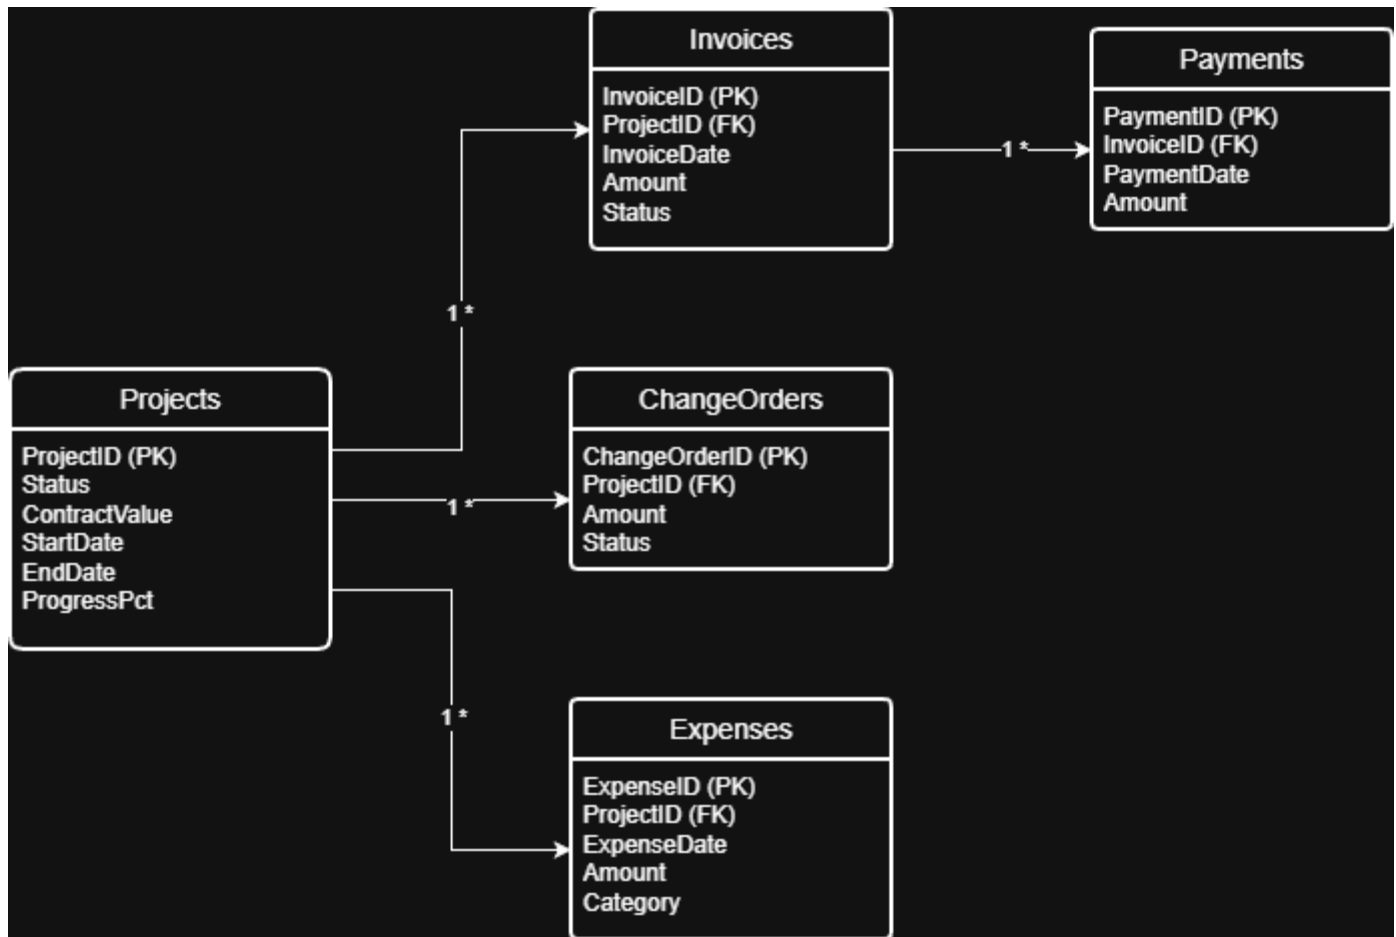 Invoices
InvoiceID (PK)
ProjectID (FK)
InvoiceDate
Amount
Status
Payments
PaymentID (PK)
InvoiceID (FK)
PaymentDate
Amount
1 *
1 *
Projects
ProjectID (PK)
Status
ContractValue
StartDate
EndDate
ProgressPct
ChangeOrders
ChangeOrderID (PK)
ProjectID (FK)
Amount
Status
1 *
1 *
Expenses
ExpenseID (PK)
ProjectID (FK)
ExpenseDate
Amount
Category